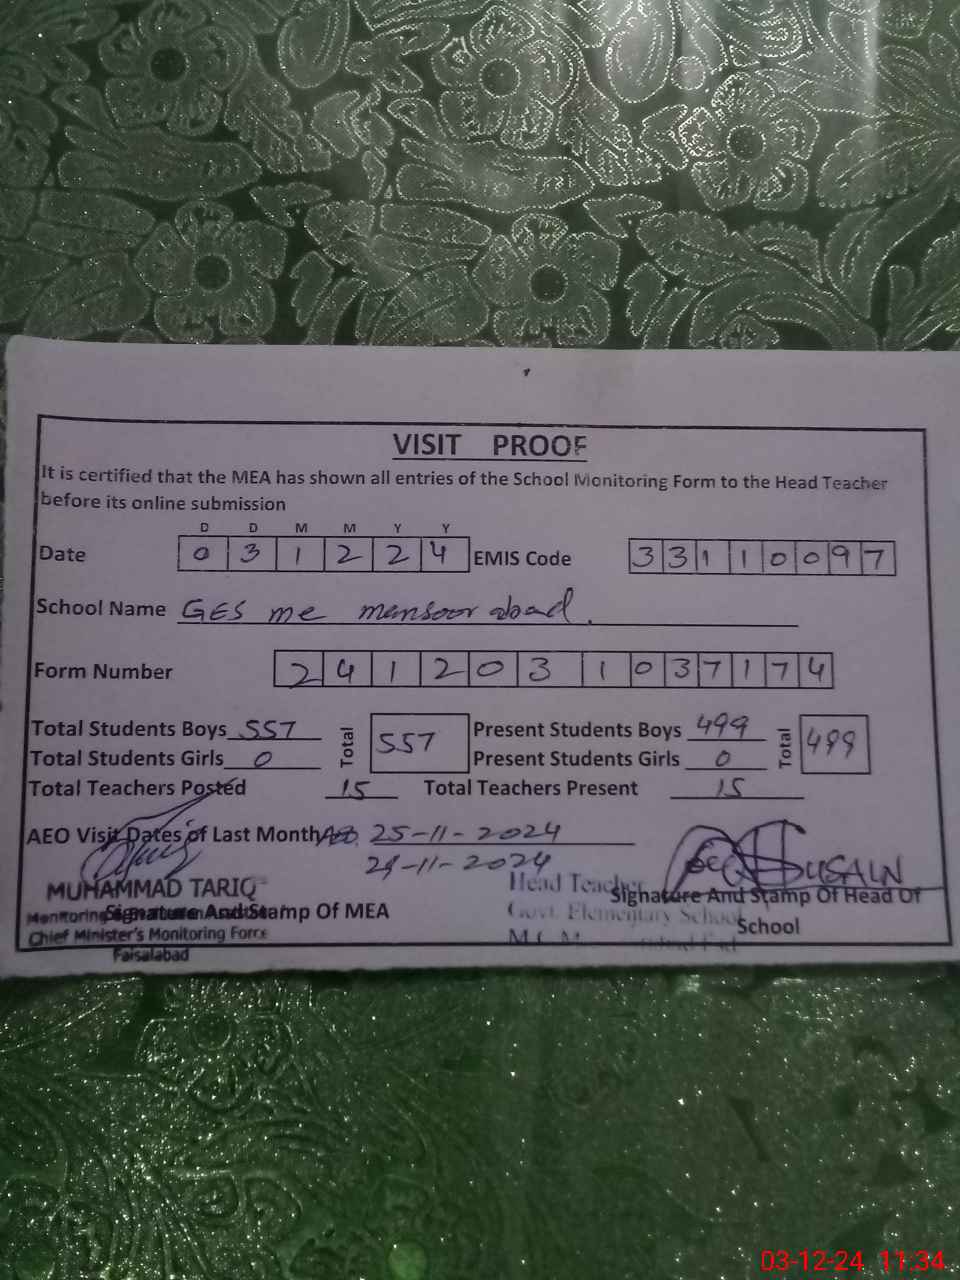 VISIT PROOF
It is certified that the MEA has shown all entries of the School Monitoring Form to the Head Teacher
before its online submission
D D M M Y Y
Date 0 3 1 2 2 4 EMIS Code 3 3 1 1 0 0 9 7
School Name GES mc mansoor abad.
Form Number 2 4 1 2 0 3 1 0 3 7 1 7 4
Total Students Boys 557 Total 557 Present Students Boys 499 Total 499
Total Students Girls 0 Present Students Girls 0
Total Teachers Posted 15 Total Teachers Present 15
AEO Visit Dates of Last Month 25-11-2024
29-11-2024
MUHAMMAD TARIQ Head Teacher HUSAIN
Signature And Stamp Of MEA Signature And Stamp Of Head Of
Monitoring Govt. Elementary School School
Chief Minister's Monitoring Force M.C.
Faisalabad
03-12-24 11:34